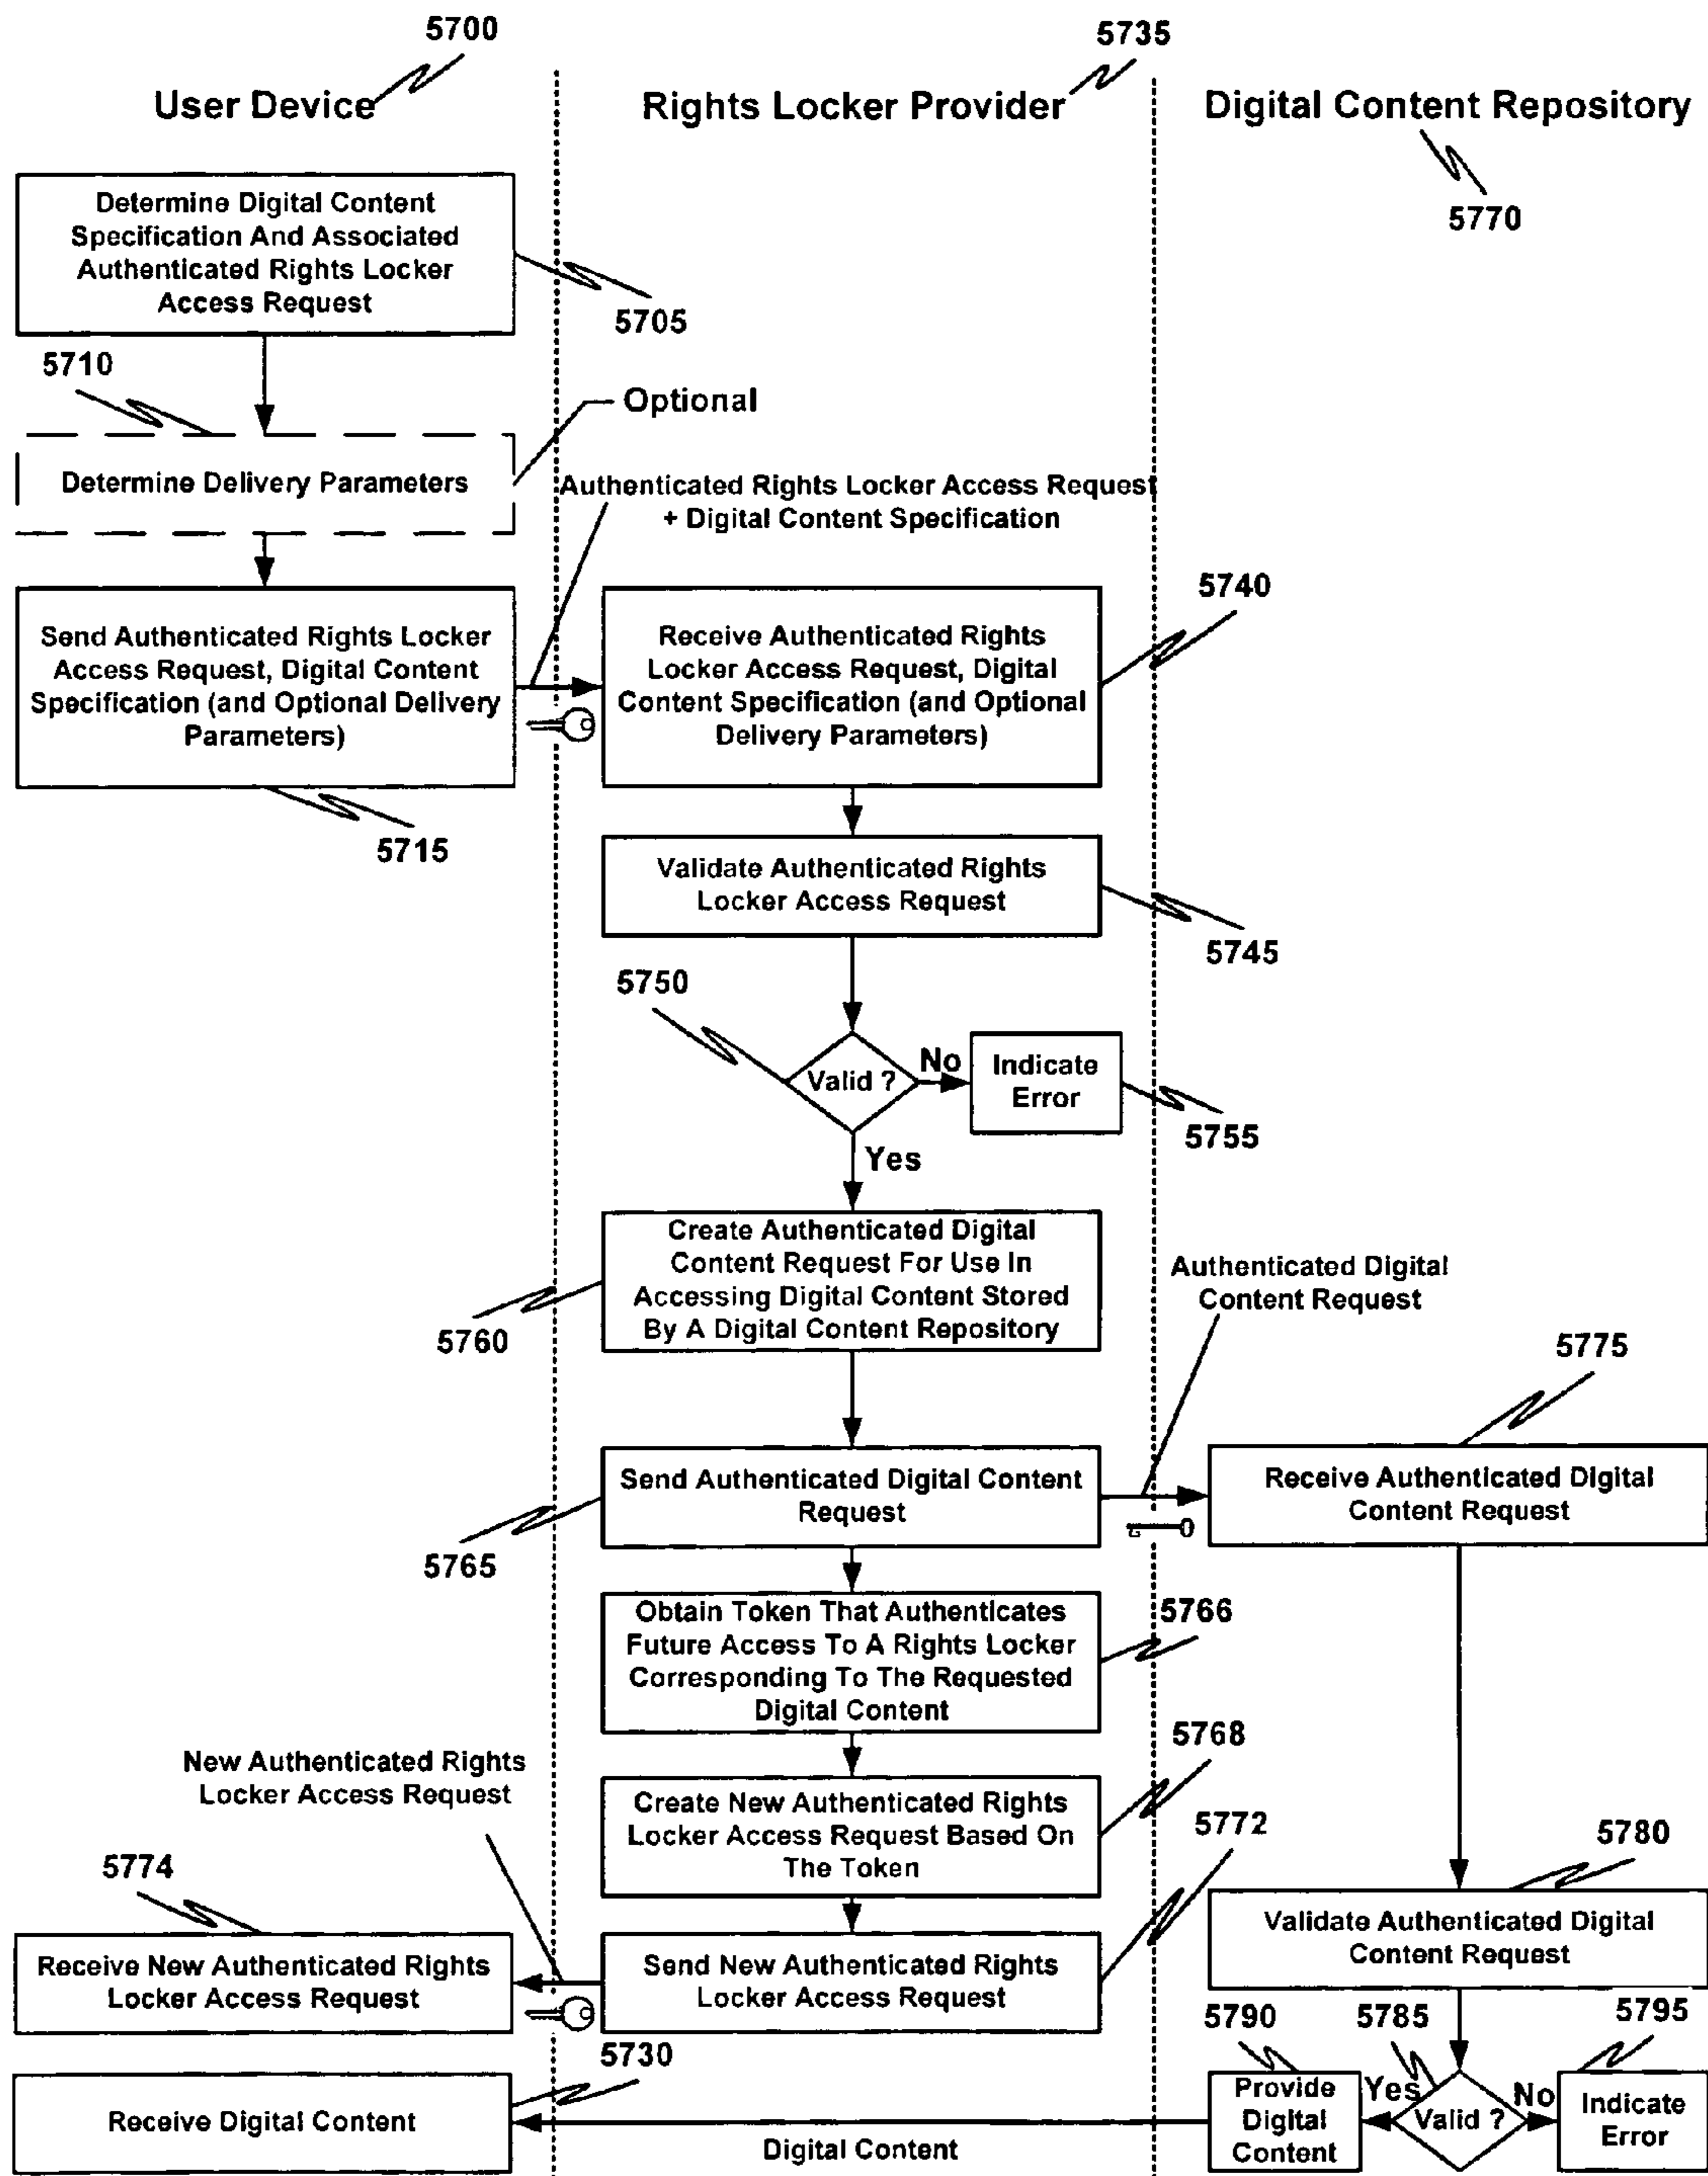 5700
5735
User Device
Rights Locker Provider
Digital Content Repository
5770
Determine Digital Content
Specification And Associated
Authenticated Rights Locker
Access Request
5705
5710
Optional
Determine Delivery Parameters
Authenticated Rights Locker Access Request
+ Digital Content Specification
5740
Send Authenticated Rights Locker
Access Request, Digital Content
Specification (and Optional Delivery
Parameters)
Receive Authenticated Rights
Locker Access Request, Digital
Content Specification (and Optional
Delivery Parameters)
5715
Validate Authenticated Rights
Locker Access Request
5745
5750
Valid ?
No
Indicate
Error
5755
Yes
Create Authenticated Digital
Content Request For Use In
Accessing Digital Content Stored
By A Digital Content Repository
5760
Authenticated Digital
Content Request
5775
Send Authenticated Digital Content
Request
Receive Authenticated Digital
Content Request
5765
Obtain Token That Authenticates
Future Access To A Rights Locker
Corresponding To The Requested
Digital Content
5766
5768
New Authenticated Rights
Locker Access Request
Create New Authenticated Rights
Locker Access Request Based On
The Token
5772
5774
5780
Receive New Authenticated Rights
Locker Access Request
Send New Authenticated Rights
Locker Access Request
Validate Authenticated Digital
Content Request
5730
5790
5785
5795
Receive Digital Content
Digital Content
Provide
Digital
Content
Yes
Valid ?
No
Indicate
Error